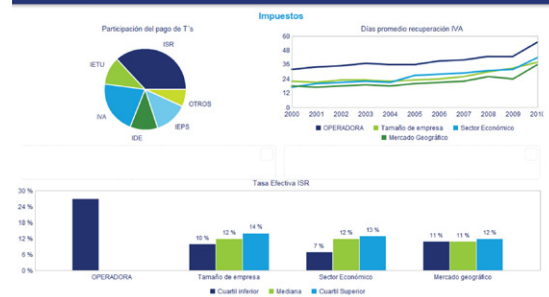 Impuestos
Participación del pago de T's
ISR
IETU
IVA
IDE
IEPS
OTROS
Días promedio recuperación IVA
60
48
36
24
12
0
2000 2001 2002 2003 2004 2005 2006 2007 2008 2009 2010
OPERADORA Tamaño de empresa Sector Económico
Mercado Geográfico
Tasa Efectiva ISR
30 %
24 %
18 %
12 %
6 %
0 %
10 % 12 % 14 %
7 % 12 % 13 %
11 % 11 % 12 %
OPERADORA Tamaño de empresa Sector Económico Mercado geográfico
Cuartil inferior Mediana Cuartil Superior